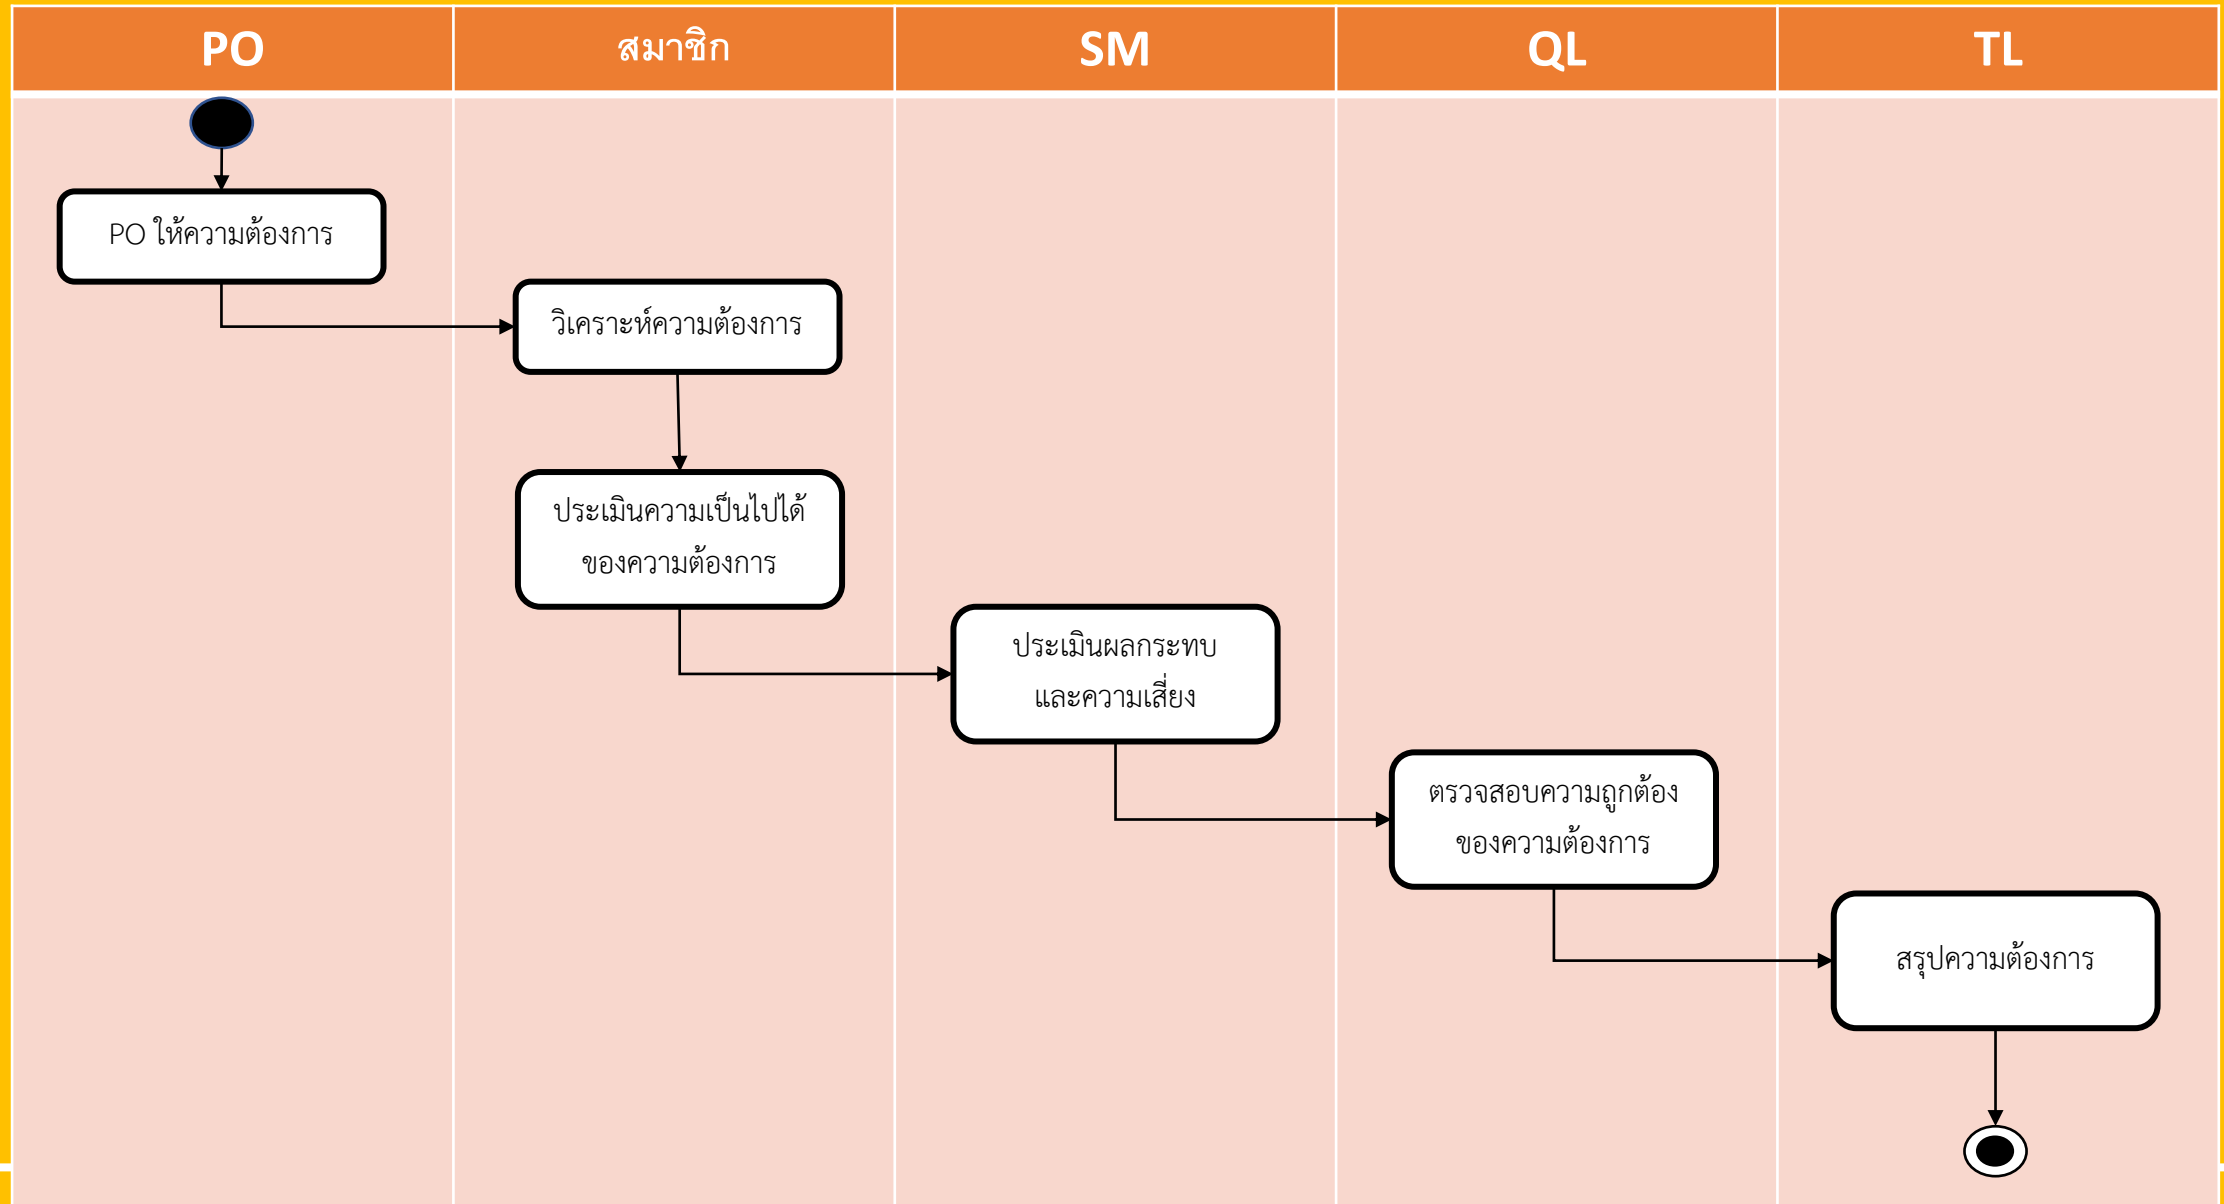 PO
สมาชิก
SM
QL
TL
PO ให้ความต้องการ
วิเคราะห์ความต้องการ
ประเมินความเป็นไปได้
ของความต้องการ
ประเมินผลกระทบ
และความเสี่ยง
ตรวจสอบความถูกต้อง
ของความต้องการ
สรุปความต้องการ